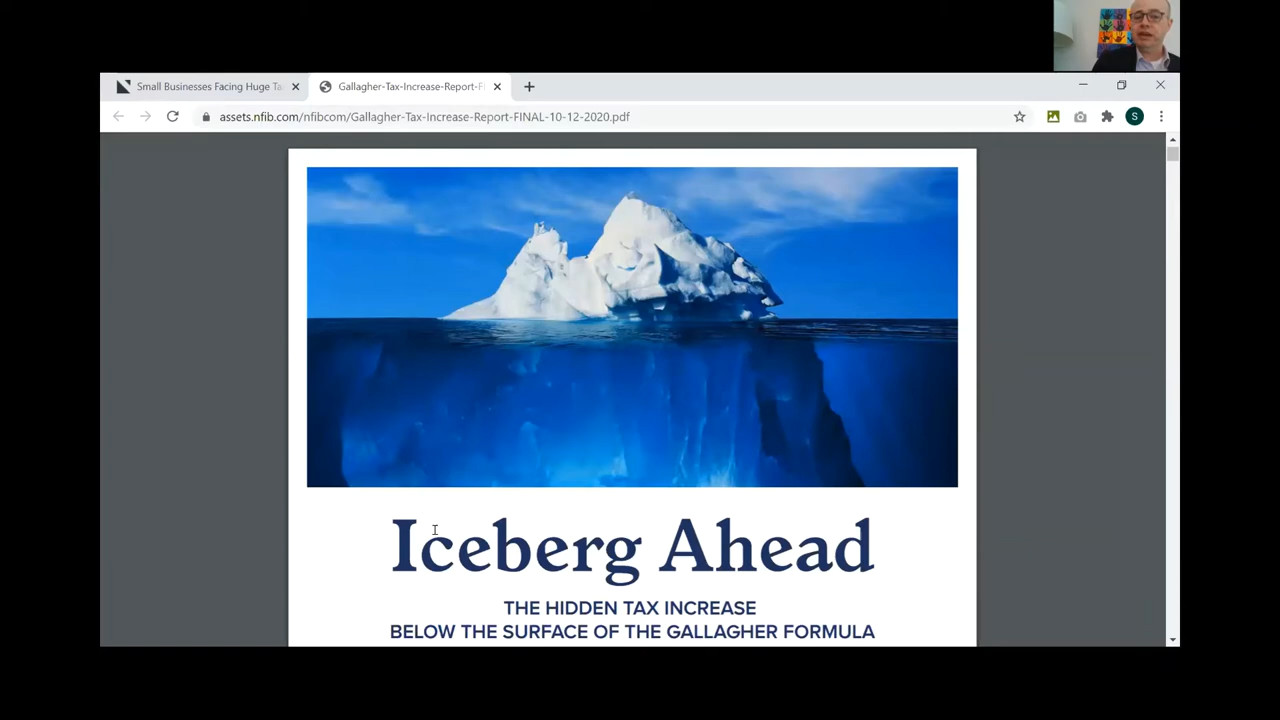 Small Businesses Facing Huge Ta
Gallagher-Tax-Increase-Report-FI
assets.nfib.com/nfibcom/Gallagher-Tax-Increase-Report-FINAL-10-12-2020.pdf
S
Iceberg Ahead
THE HIDDEN TAX INCREASE
BELOW THE SURFACE OF THE GALLAGHER FORMULA